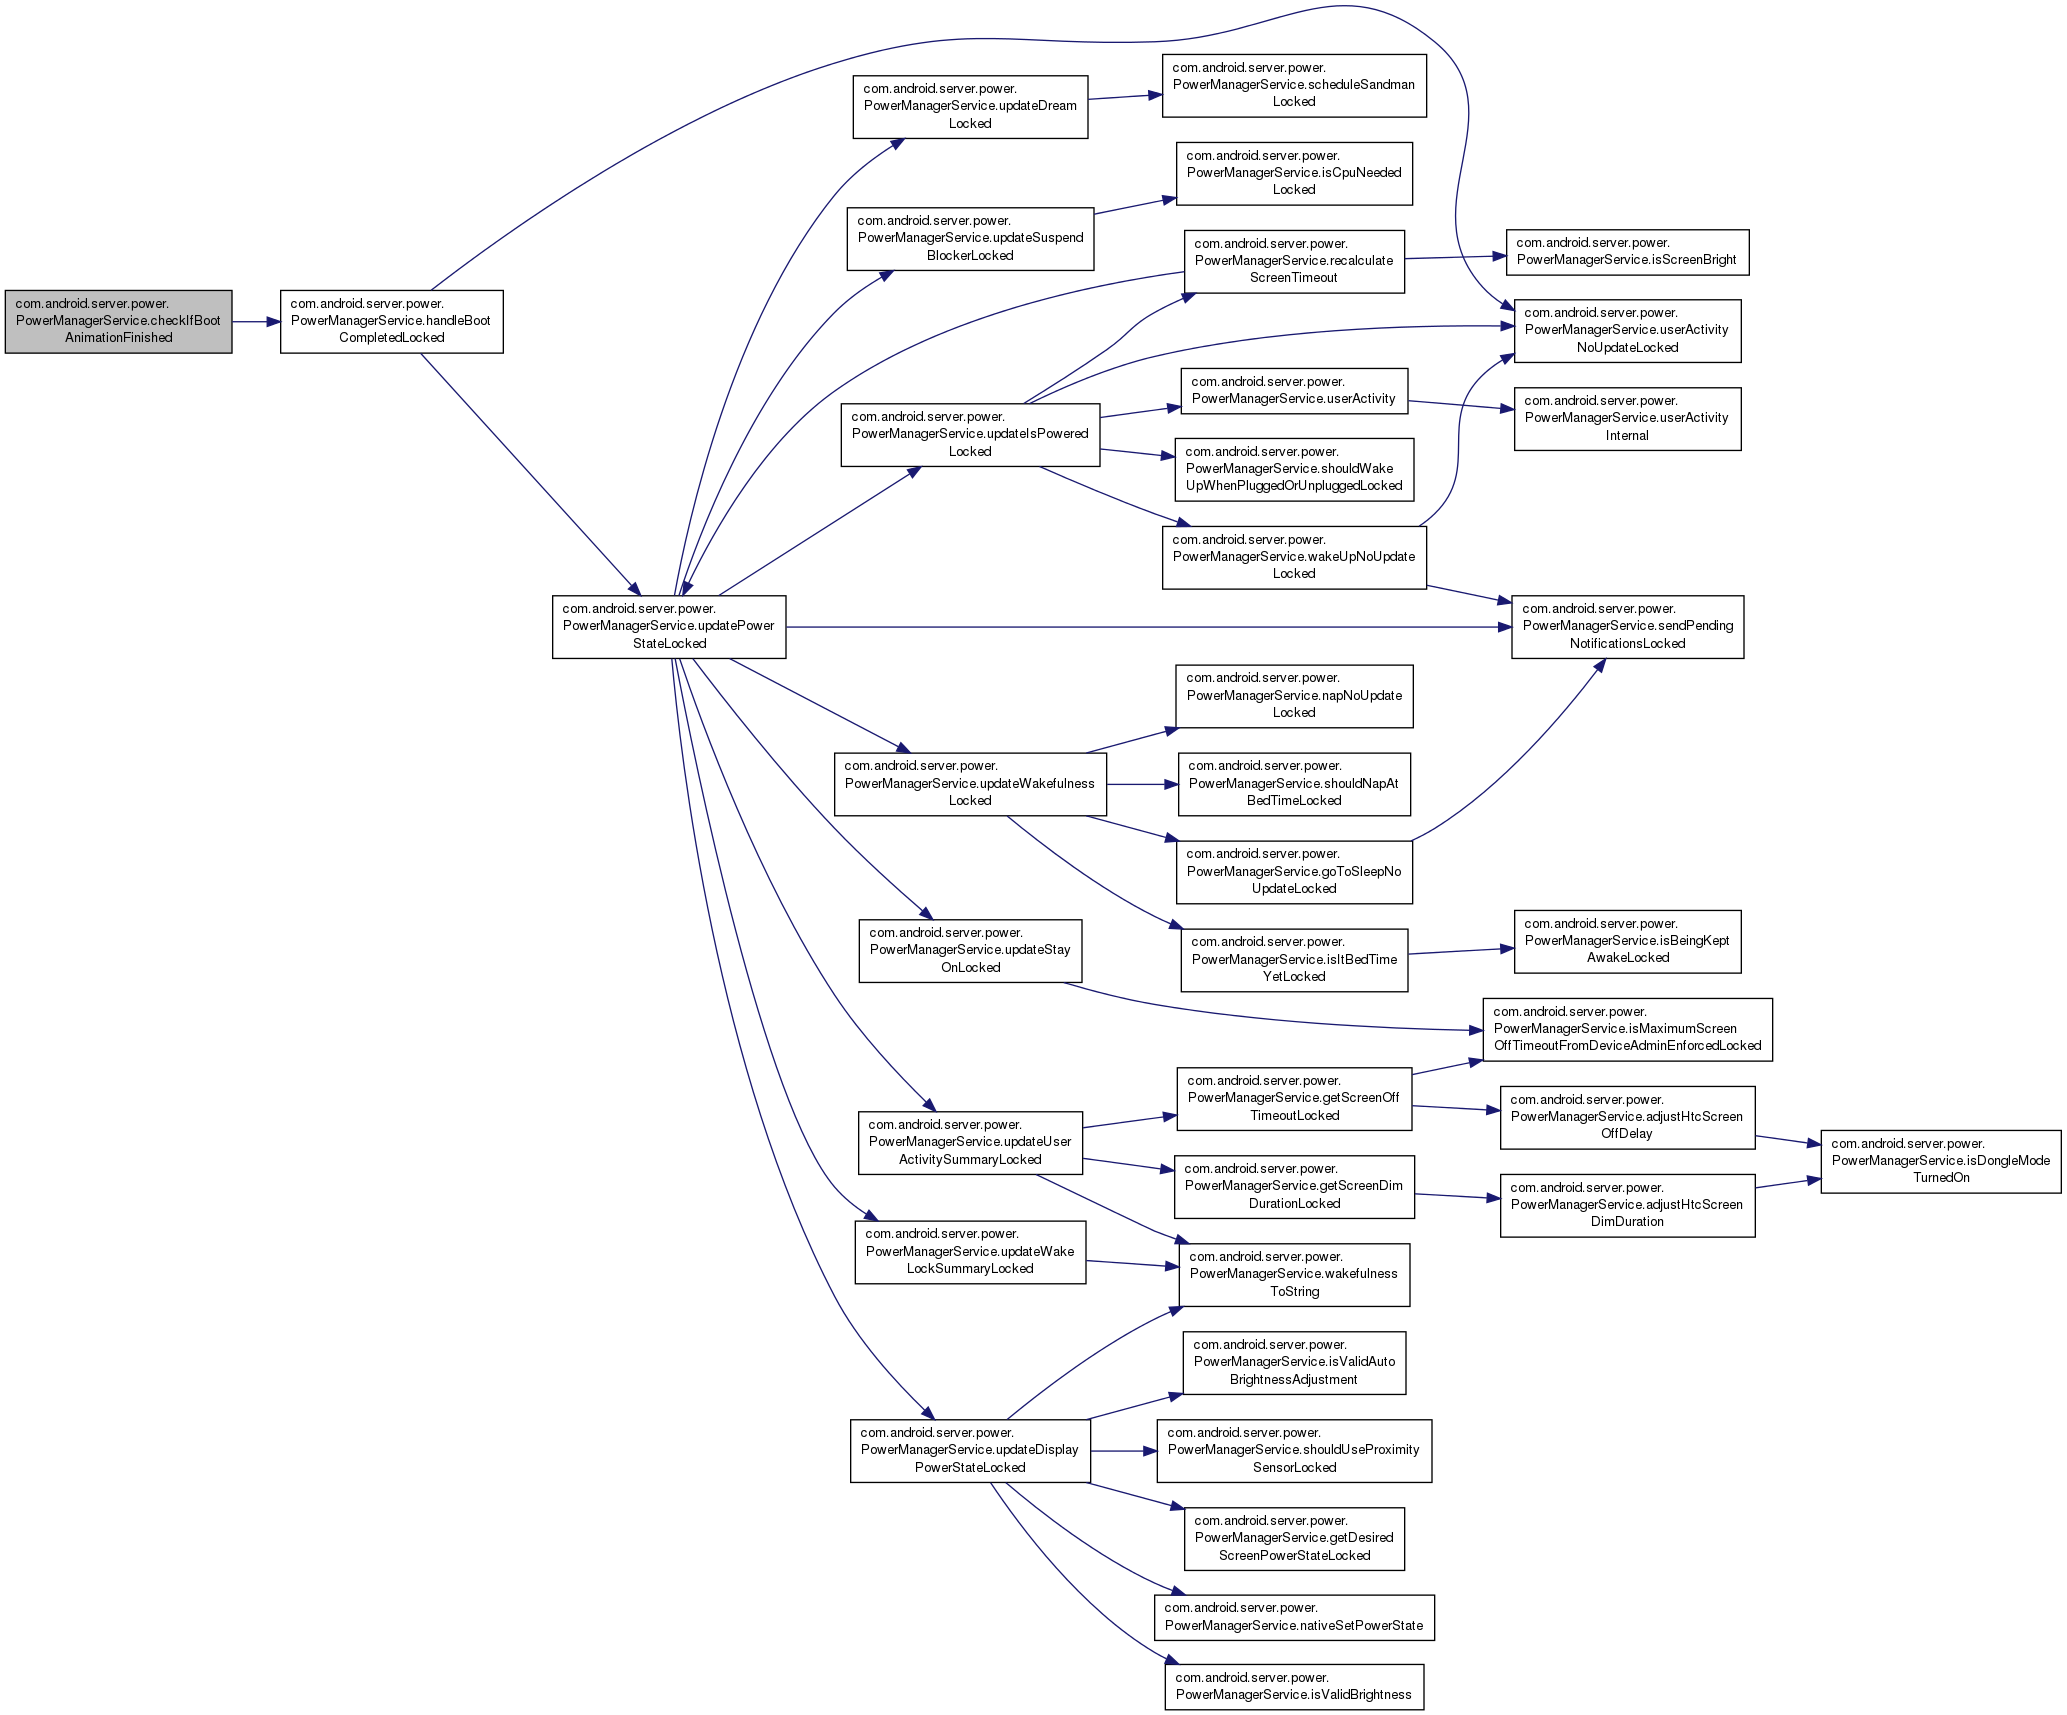 com.android.server.power.
PowerManagerService.checkIfBoot
AnimationFinished
com.android.server.power.
PowerManagerService.handleBoot
CompletedLocked
com.android.server.power.
PowerManagerService.updatePower
StateLocked
com.android.server.power.
PowerManagerService.updateDream
Locked
com.android.server.power.
PowerManagerService.updateSuspend
BlockerLocked
com.android.server.power.
PowerManagerService.updateIsPowered
Locked
com.android.server.power.
PowerManagerService.updateWakefulness
Locked
com.android.server.power.
PowerManagerService.updateStay
OnLocked
com.android.server.power.
PowerManagerService.updateUser
ActivitySummaryLocked
com.android.server.power.
PowerManagerService.updateWake
LockSummaryLocked
com.android.server.power.
PowerManagerService.updateDisplay
PowerStateLocked
com.android.server.power.
PowerManagerService.scheduleSandman
Locked
com.android.server.power.
PowerManagerService.isCpuNeeded
Locked
com.android.server.power.
PowerManagerService.recalculate
ScreenTimeout
com.android.server.power.
PowerManagerService.userActivity
com.android.server.power.
PowerManagerService.shouldWake
UpWhenPluggedOrUnpluggedLocked
com.android.server.power.
PowerManagerService.wakeUpNoUpdate
Locked
com.android.server.power.
PowerManagerService.napNoUpdate
Locked
com.android.server.power.
PowerManagerService.shouldNapAt
BedTimeLocked
com.android.server.power.
PowerManagerService.goToSleepNo
UpdateLocked
com.android.server.power.
PowerManagerService.isItBedTime
YetLocked
com.android.server.power.
PowerManagerService.getScreenOff
TimeoutLocked
com.android.server.power.
PowerManagerService.getScreenDim
DurationLocked
com.android.server.power.
PowerManagerService.wakefulness
ToString
com.android.server.power.
PowerManagerService.isValidAuto
BrightnessAdjustment
com.android.server.power.
PowerManagerService.shouldUseProximity
SensorLocked
com.android.server.power.
PowerManagerService.getDesired
ScreenPowerStateLocked
com.android.server.power.
PowerManagerService.nativeSetPowerState
com.android.server.power.
PowerManagerService.isValidBrightness
com.android.server.power.
PowerManagerService.isScreenBright
com.android.server.power.
PowerManagerService.userActivity
NoUpdateLocked
com.android.server.power.
PowerManagerService.userActivity
Internal
com.android.server.power.
PowerManagerService.sendPending
NotificationsLocked
com.android.server.power.
PowerManagerService.isBeingKept
AwakeLocked
com.android.server.power.
PowerManagerService.isMaximumScreen
OffTimeoutFromDeviceAdminEnforcedLocked
com.android.server.power.
PowerManagerService.adjustHtcScreen
OffDelay
com.android.server.power.
PowerManagerService.adjustHtcScreen
DimDuration
com.android.server.power.
PowerManagerService.isDongleMode
TurnedOn